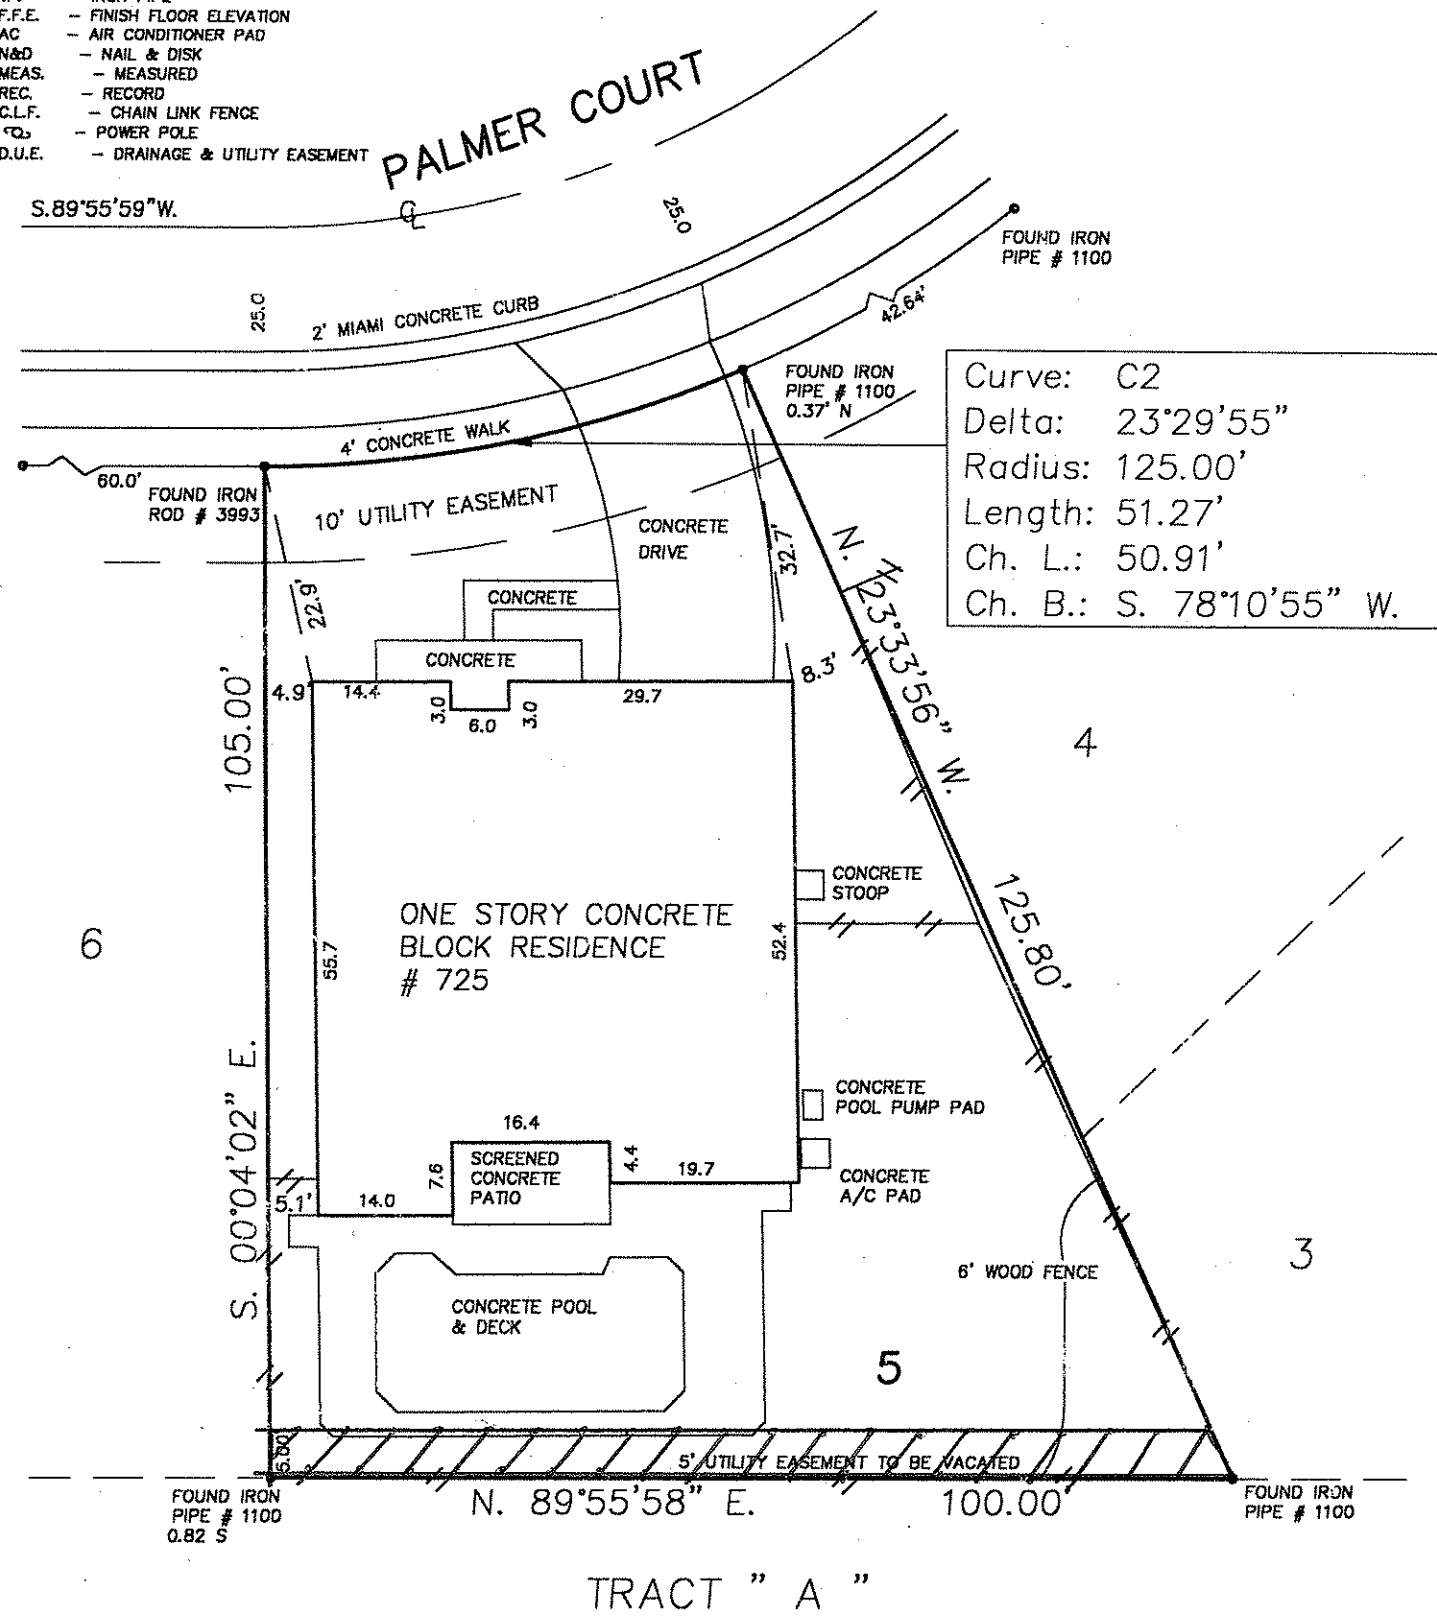 F.F.E. – FINISH FLOOR ELEVATION
AC – AIR CONDITIONER PAD
N&D – NAIL & DISK
MEAS. – MEASURED
REC. – RECORD
C.L.F. – CHAIN LINK FENCE
– POWER POLE
D.U.E. – DRAINAGE & UTILITY EASEMENT
PALMER COURT
S.89°55'59"W.
℄
25.0
25.0
2' MIAMI CONCRETE CURB
FOUND IRON
PIPE # 1100
42.64'
FOUND IRON
PIPE # 1100
0.37' N
Curve: C2
Delta: 23°29'55"
Radius: 125.00'
Length: 51.27'
Ch. L.: 50.91'
Ch. B.: S. 78°10'55" W.
4' CONCRETE WALK
60.0'
FOUND IRON
ROD # 3993
10' UTILITY EASEMENT
CONCRETE
DRIVE
32.7'
N. 23°33'56" W.
22.9'
CONCRETE
CONCRETE
105.00'
4.9'
14.4
3.0
6.0
3.0
29.7
8.3'
4
6
ONE STORY CONCRETE
BLOCK RESIDENCE
# 725
55.7
52.4
CONCRETE
STOOP
125.80'
S. 00°04'02" E.
CONCRETE
POOL PUMP PAD
16.4
SCREENED
CONCRETE
PATIO
7.6
4.4
19.7
CONCRETE
A/C PAD
5.1'
14.0
6' WOOD FENCE
3
CONCRETE POOL
& DECK
5
5.00
5' UTILITY EASEMENT TO BE VACATED
FOUND IRON
PIPE # 1100
0.82 S
N. 89°55'58" E.
100.00'
FOUND IRON
PIPE # 1100
TRACT " A "